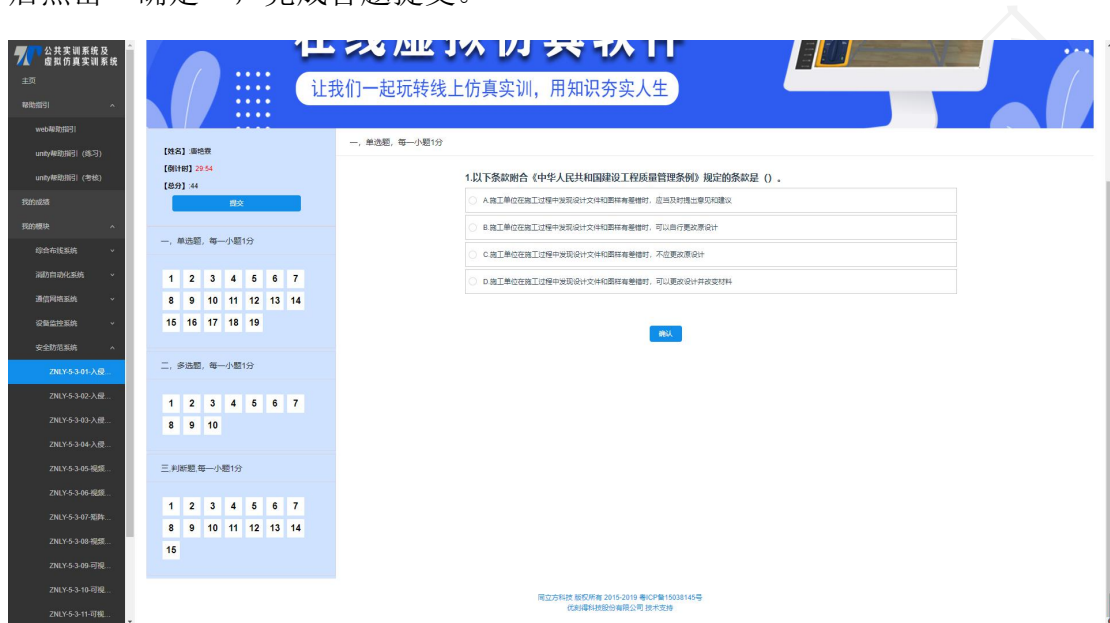 后点击“确定”，完成答题提交。
公共实训系统及
虚拟仿真实训系统
主页
帮助指引
web帮助指引
unity帮助指引（练习）
unity帮助指引（考核）
我的成绩
我的模块
综合布线系统
消防自动化系统
通信网络系统
设备监控系统
安全防范系统
ZNLY-5-3-01-入侵...
ZNLY-5-3-02-入侵...
ZNLY-5-3-03-入侵...
ZNLY-5-3-04-入侵...
ZNLY-5-3-05-视频...
ZNLY-5-3-06-视频...
ZNLY-5-3-07-矩阵...
ZNLY-5-3-08-视频...
ZNLY-5-3-09-可视...
ZNLY-5-3-10-可视...
ZNLY-5-3-11-可视...
在线虚拟仿真软件
让我们一起玩转线上仿真实训，用知识夯实人生
【姓名】
【倒计时】29:54
【总分】:44
提交
一，单选题，每一小题1分
1 2 3 4 5 6 7
8 9 10 11 12 13 14
15 16 17 18 19
二，多选题，每一小题1分
1 2 3 4 5 6 7
8 9 10
三.判断题,每一小题1分
1 2 3 4 5 6 7
8 9 10 11 12 13 14
15
一，单选题，每一小题1分
1.以下条款附合《中华人民共和国建设工程质量管理条例》规定的条款是（）。
A.施工单位在施工过程中发现设计文件和图样有差错时，应当及时提出意见和建议
B.施工单位在施工过程中发现设计文件和图样有差错时，可以自行更改原设计
C.施工单位在施工过程中发现设计文件和图样有差错时，不应更改原设计
D.施工单位在施工过程中发现设计文件和图样有差错时，可以更改设计并改变材料
确认
同立方科技 版权所有 2015-2019 粤ICP备15038145号
优刻得科技股份有限公司 技术支持